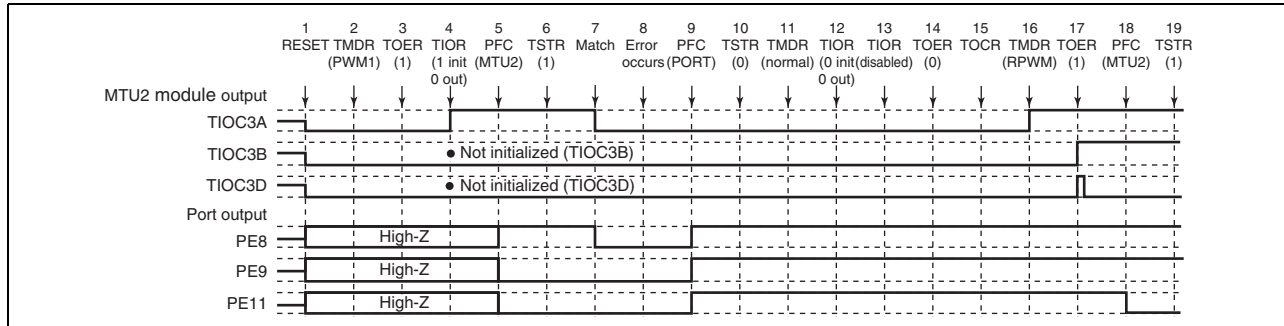 1 2 3 4 5 6 7 8 9 10 11 12 13 14 15 16 17 18 19
RESET TMDR TOER TIOR PFC TSTR Match Error PFC TSTR TMDR TIOR TIOR TOER TOCR TMDR TOER PFC TSTR
(PWM1) (1) (1 init (MTU2) (1) occurs (PORT) (0) (normal) (0 init (disabled) (0) (RPWM) (1) (MTU2) (1)
0 out) 0 out)
MTU2 module output
TIOC3A
TIOC3B • Not initialized (TIOC3B)
TIOC3D • Not initialized (TIOC3D)
Port output
PE8 High-Z
PE9 High-Z
PE11 High-Z